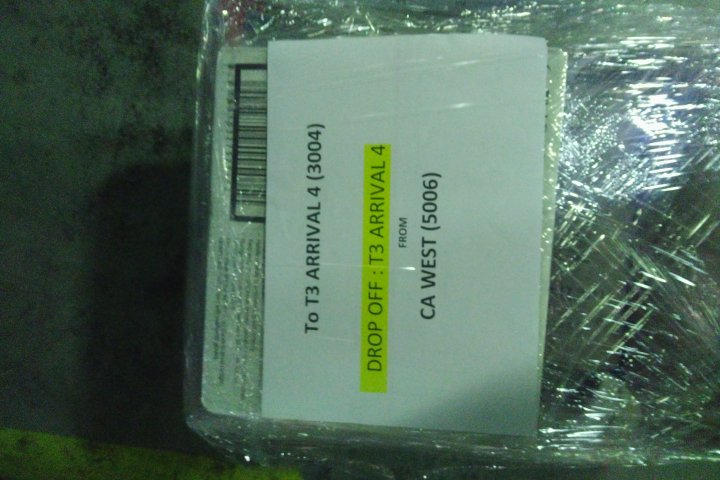 To T3 ARRIVAL 4 (3004)
DROP OFF : T3 ARRIVAL 4
FROM
CA WEST (5006)